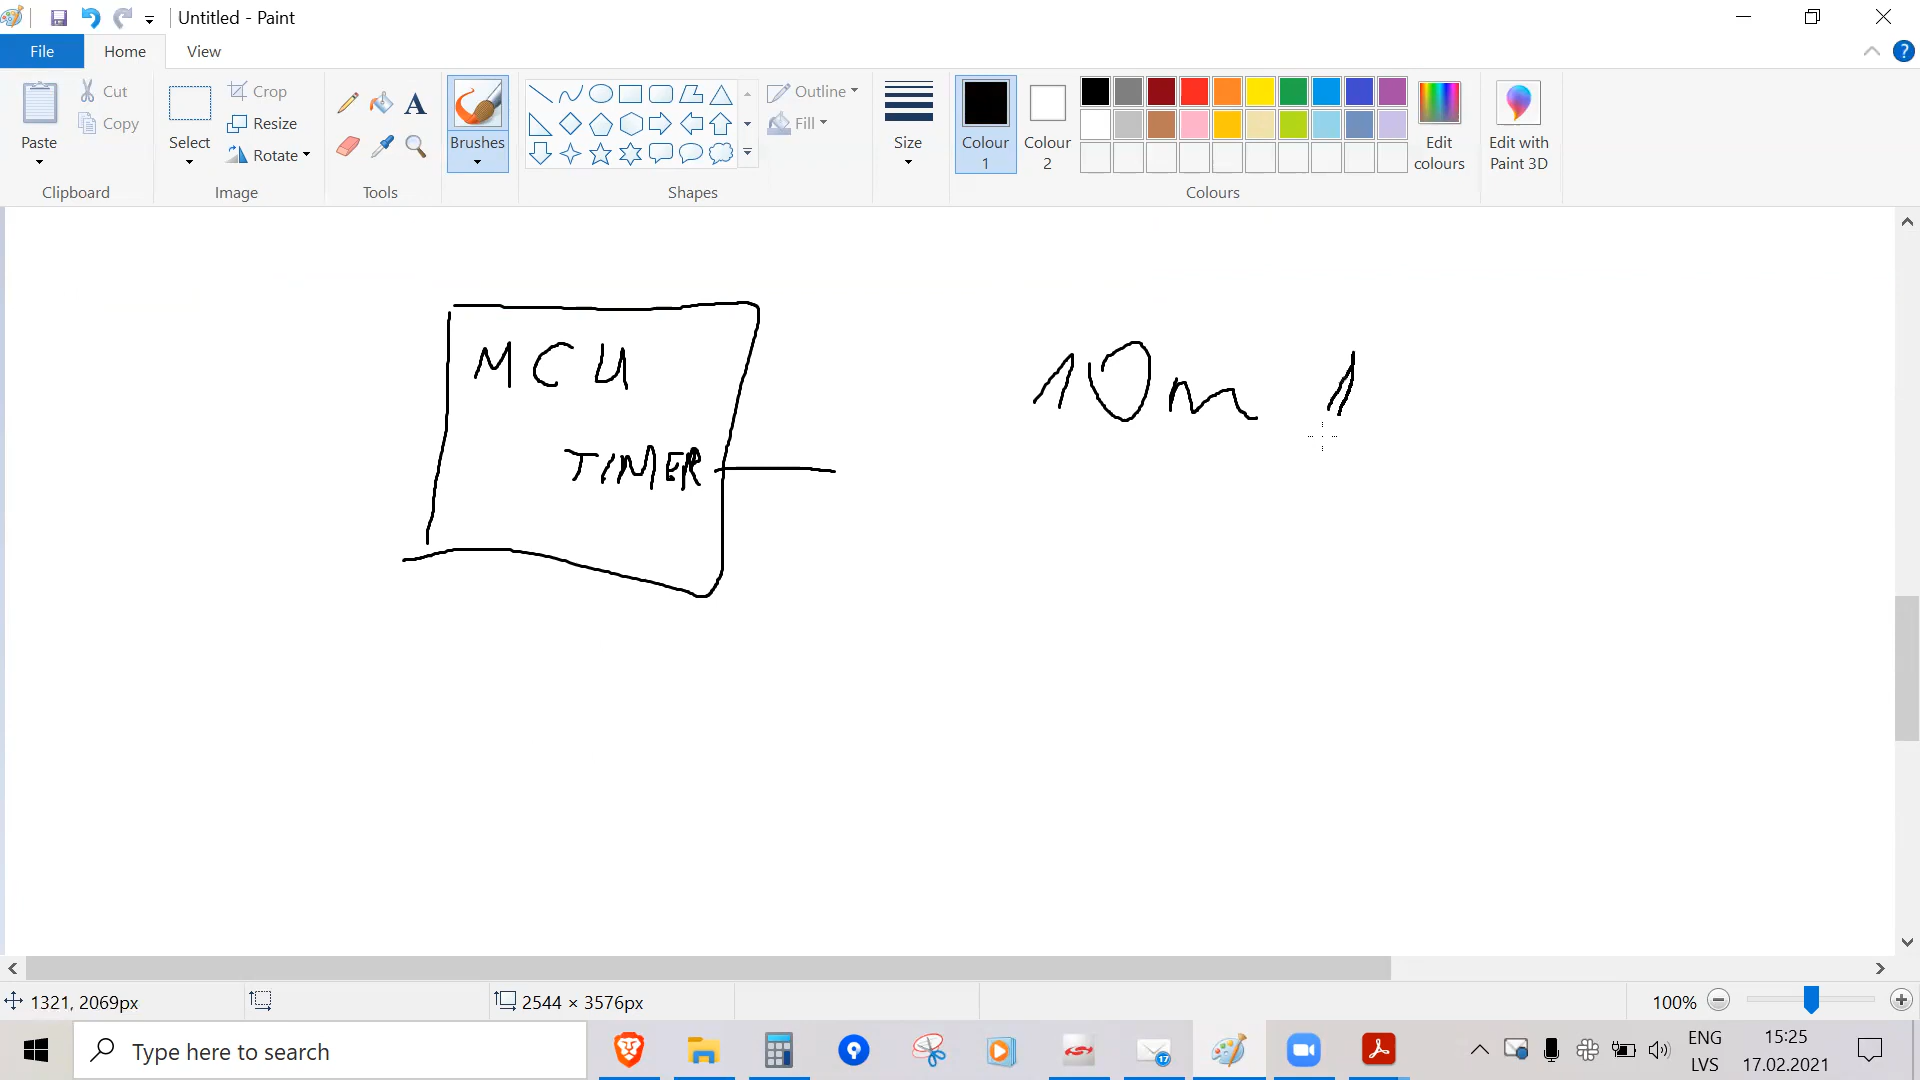 Untitled - Paint
File Home View
Paste
Cut
Copy
Clipboard
Select
Crop
Resize
Rotate
Image
Tools
Brushes
Shapes
Outline
Fill
Size
Colour 1
Colour 2
Edit colours
Colours
Edit with Paint 3D
MCU
TIMER
10m 1
1321, 2069px
2544 × 3576px
100%
Type here to search
17
ENG
LVS
15:25
17.02.2021